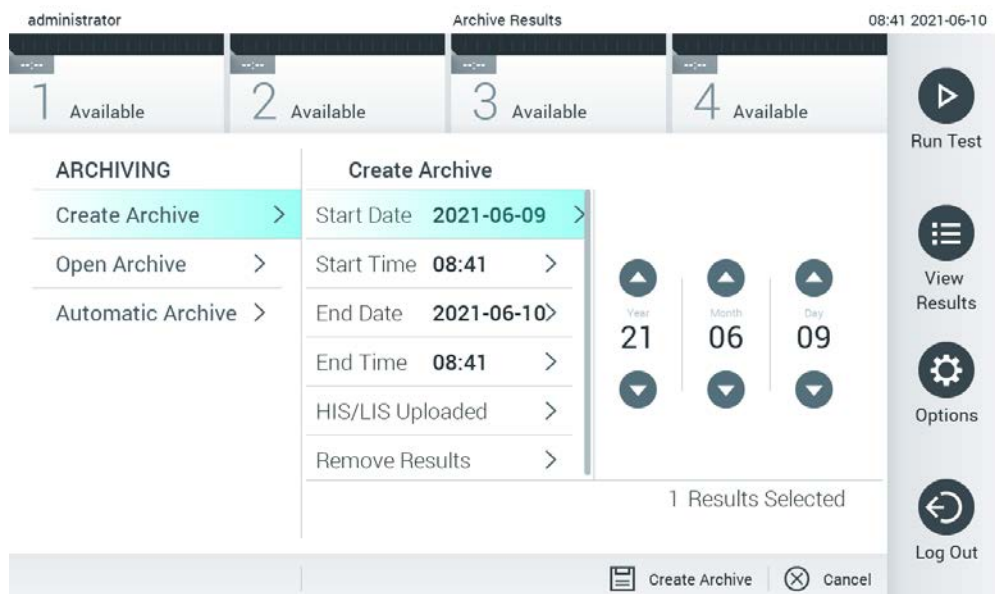 administrator Archive Results 08:41 2021-06-10
--:-- --:-- --:-- --:--
1 Available 2 Available 3 Available 4 Available
Run Test
ARCHIVING
Create Archive
Open Archive
Automatic Archive
Create Archive
Start Date 2021-06-09
Start Time 08:41
End Date 2021-06-10
End Time 08:41
HIS/LIS Uploaded
Remove Results
Year Month Day
21 06 09
1 Results Selected
View
Results
Options
Log Out
Create Archive Cancel